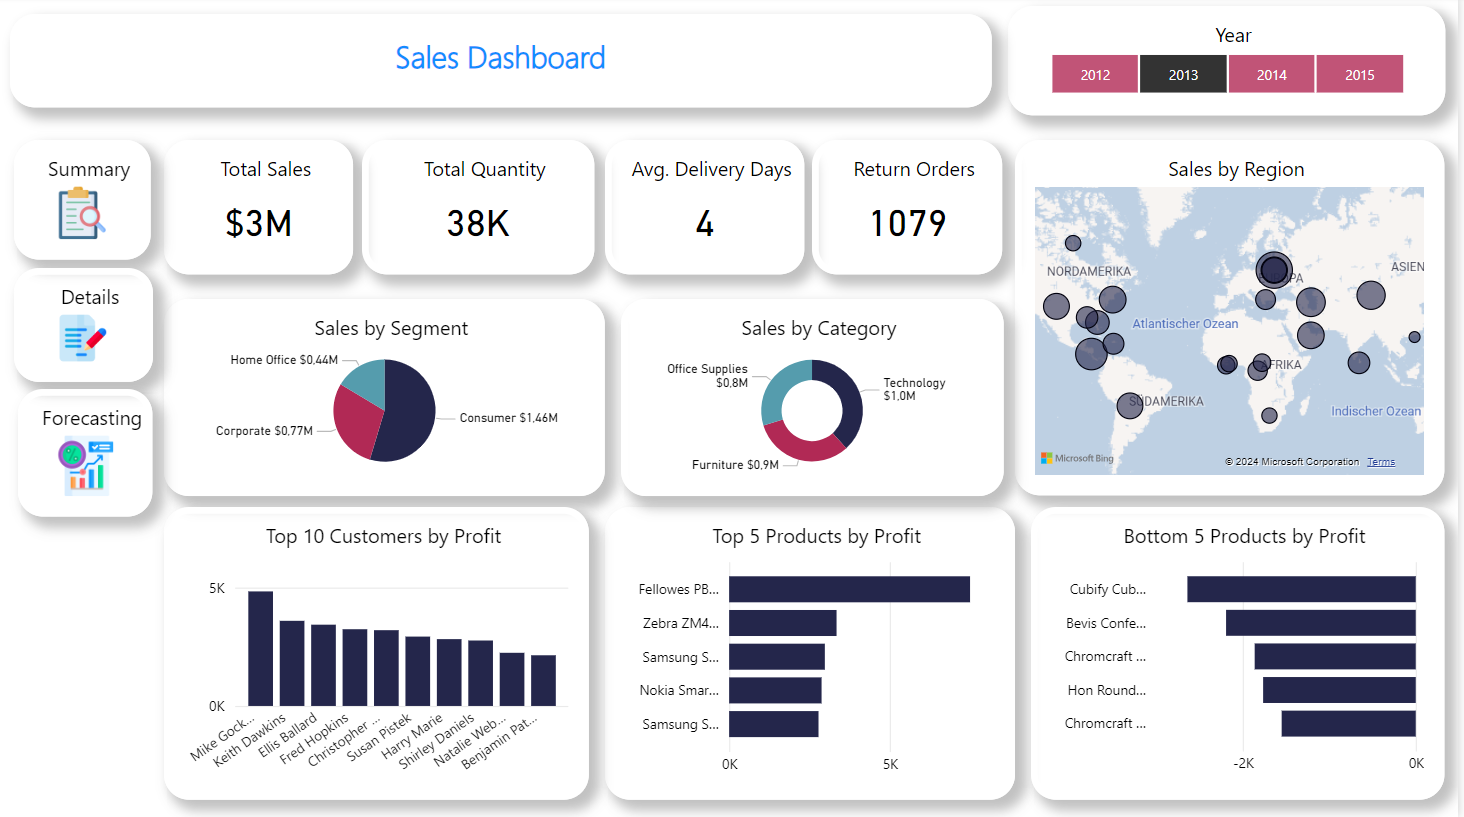 Sales Dashboard
Year
2012
2013
2014
2015
Summary
Details
Forecasting
Total Sales
$3M
Total Quantity
38K
Avg. Delivery Days
4
Return Orders
1079
Sales by Region
NORDAMERIKA
ASIEN
Atlantischer Ozean
AFRIKA
SÜDAMERIKA
Indischer Ozean
Microsoft Bing
© 2024 Microsoft Corporation
Terms
Sales by Segment
Home Office $0,44M
Consumer $1,46M
Corporate $0,77M
Sales by Category
Office Supplies
$0,8M
Technology
$1,0M
Furniture $0,9M
Top 10 Customers by Profit
5K
0K
Mike Gock...
Keith Dawkins
Ellis Ballard
Fred Hopkins
Christopher ...
Susan Pistek
Harry Marie
Shirley Daniels
Natalie Web...
Benjamin Pat...
Top 5 Products by Profit
Fellowes PB...
Zebra ZM4...
Samsung S...
Nokia Smar...
Samsung S...
0K
5K
Bottom 5 Products by Profit
Cubify Cub...
Bevis Confe...
Chromcraft ...
Hon Round...
Chromcraft ...
-2K
0K